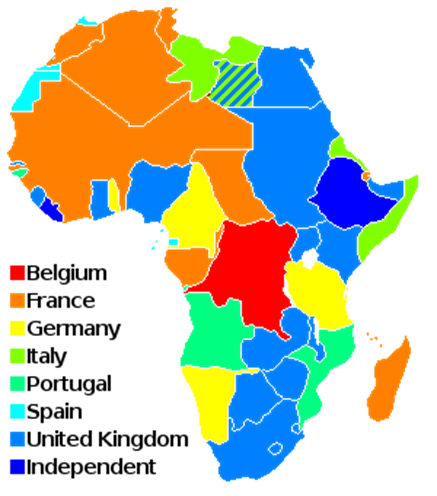 Belgium
France
Germany
Italy
Portugal
Spain
United Kingdom
Independent